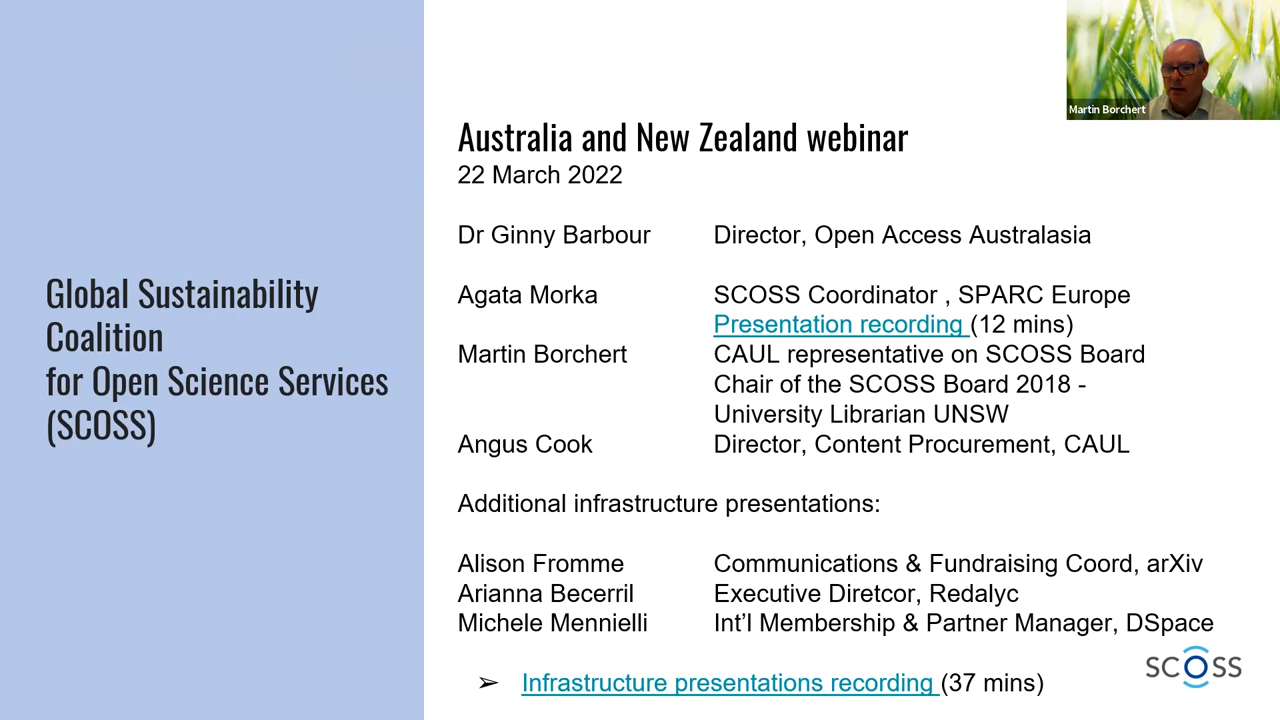 Martin Borchert
Global Sustainability
Coalition
for Open Science Services
(SCOSS)
Australia and New Zealand webinar
22 March 2022
Dr Ginny Barbour Director, Open Access Australasia
Agata Morka SCOSS Coordinator , SPARC Europe
Presentation recording (12 mins)
Martin Borchert CAUL representative on SCOSS Board
Chair of the SCOSS Board 2018 -
University Librarian UNSW
Angus Cook Director, Content Procurement, CAUL
Additional infrastructure presentations:
Alison Fromme Communications & Fundraising Coord, arXiv
Arianna Becerril Executive Diretcor, Redalyc
Michele Mennielli Int’l Membership & Partner Manager, DSpace
➢ Infrastructure presentations recording (37 mins)
SCOSS